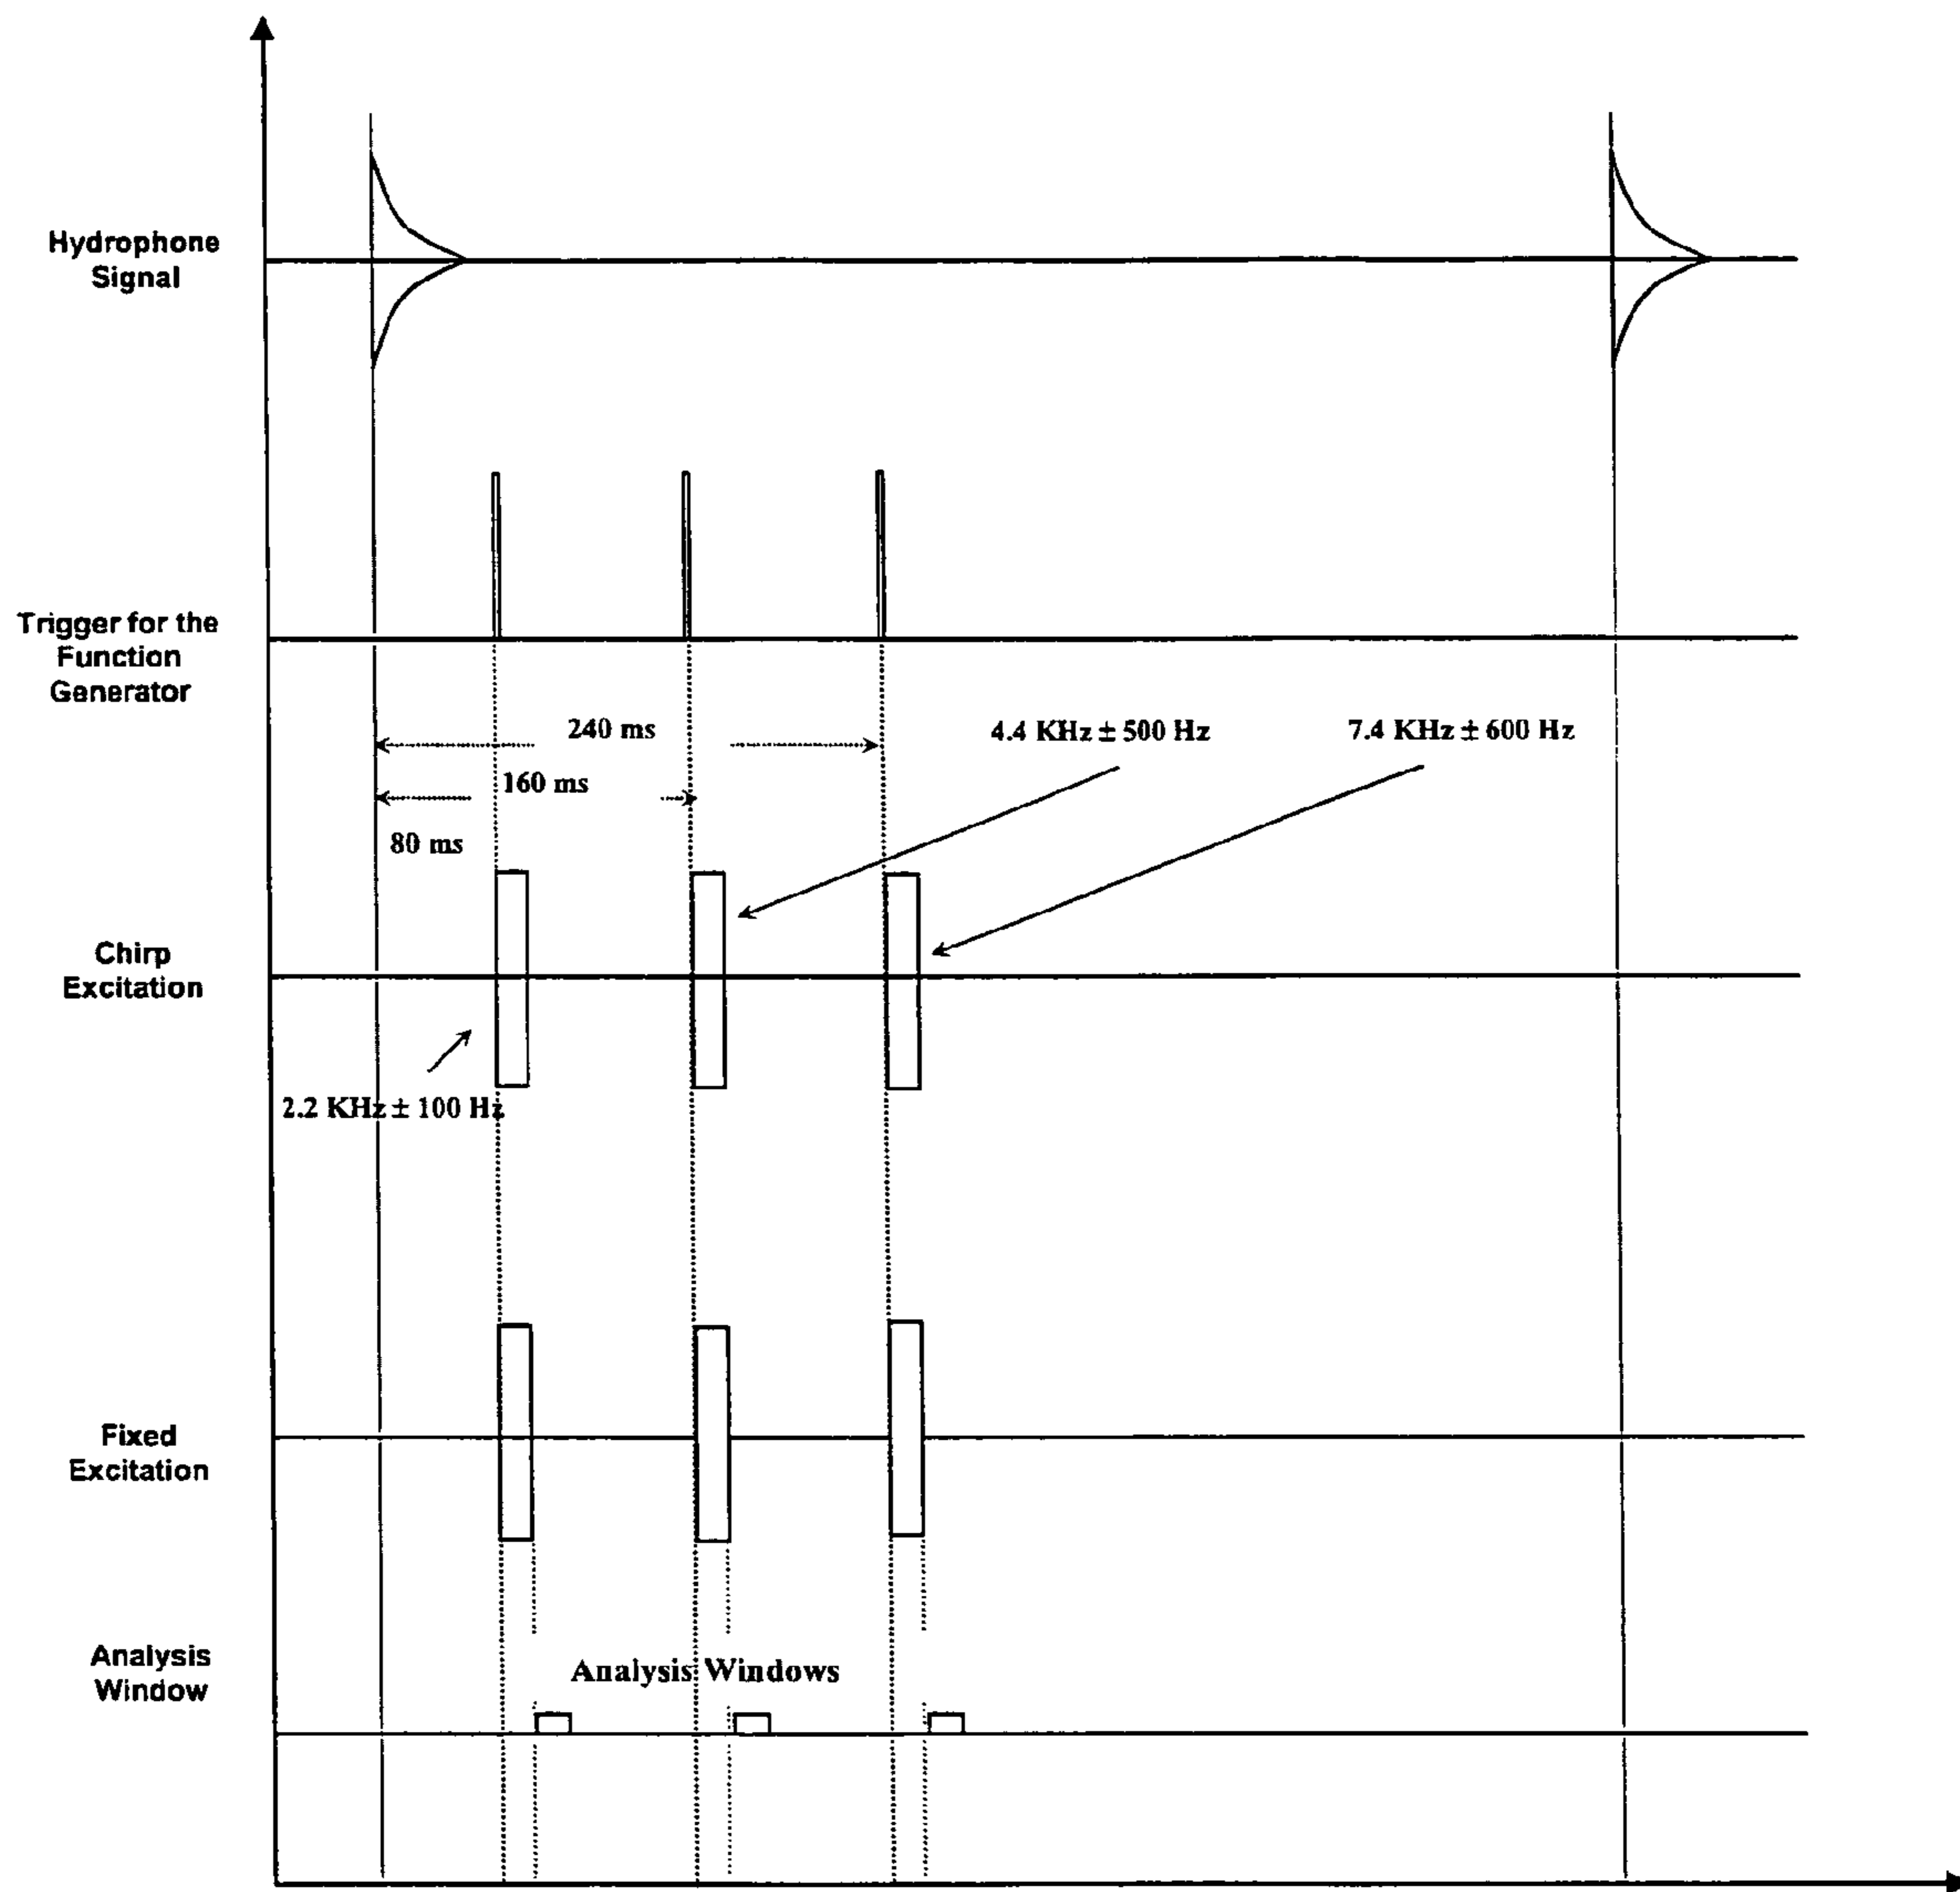 Hydrophone
Signal
Trigger for the
Function
Generator
240 ms
4.4 KHz ± 500 Hz
7.4 KHz ± 600 Hz
160 ms
80 ms
Chirp
Excitation
2.2 KHz ± 100 Hz
Fixed
Excitation
Analysis
Window
Analysis Windows